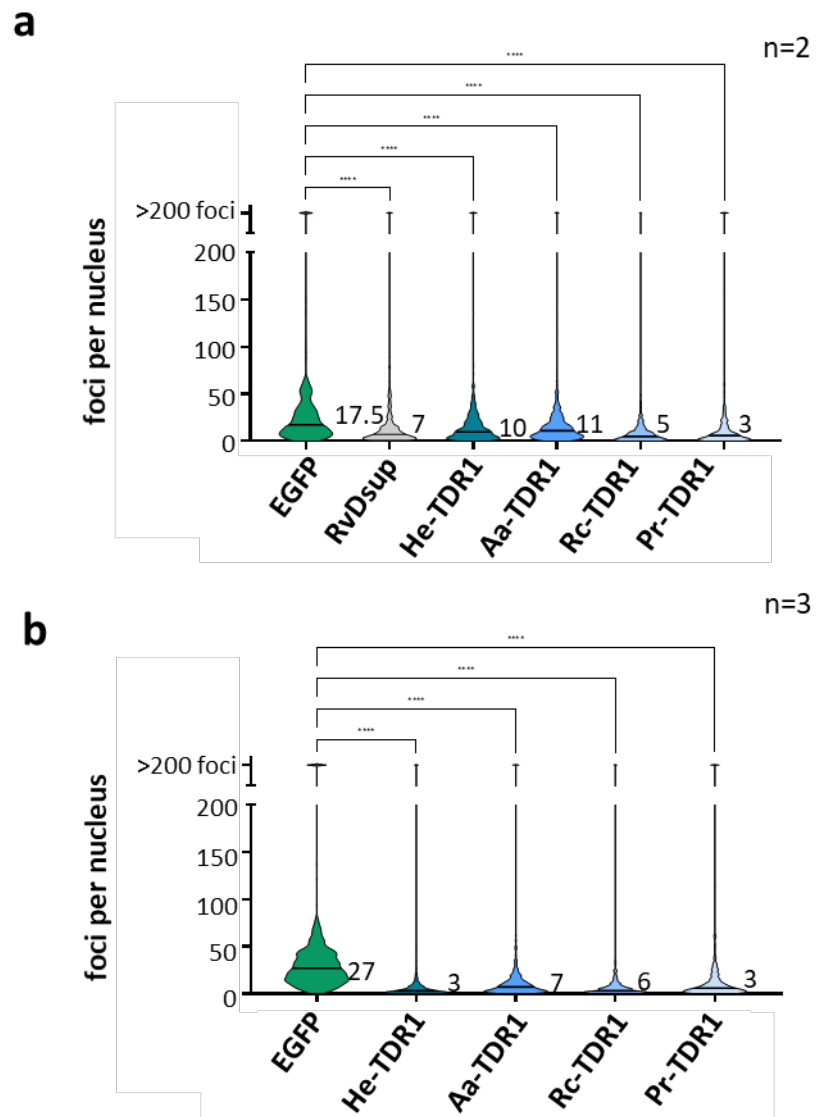 a
n=2
****
****
****
****
****
>200 foci
200
150
100
50
0
foci per nucleus
17.5
7
10
11
5
3
EGFP
RvDsup
He-TDR1
Aa-TDR1
Rc-TDR1
Pr-TDR1
n=3
b
****
****
****
****
>200 foci
200
150
100
50
0
foci per nucleus
27
3
7
6
3
EGFP
He-TDR1
Aa-TDR1
Rc-TDR1
Pr-TDR1